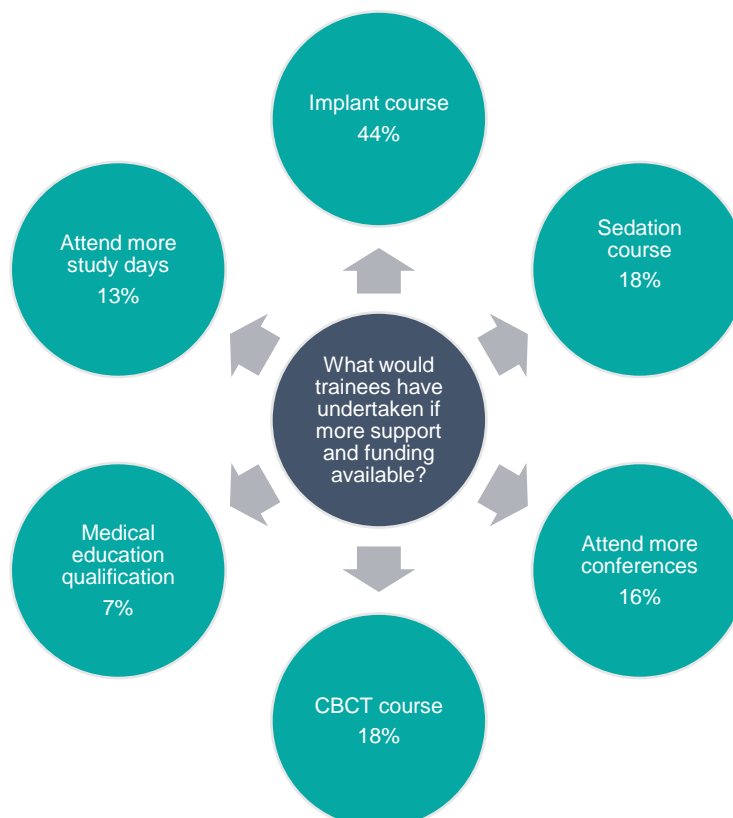 Implant course
44%
Sedation
course
18%
Attend more
conferences
16%
CBCT course
18%
Medical
education
qualification
7%
Attend more
study days
13%
What would
trainees have
undertaken if
more support
and funding
available?